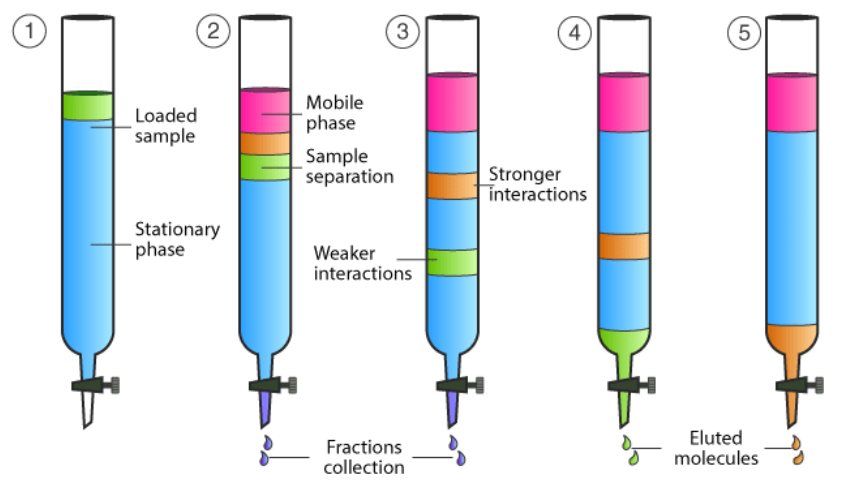 1
2
3
4
5
Loaded
sample
Stationary
phase
Mobile
phase
Sample
separation
Weaker
interactions
Stronger
interactions
Fractions
collection
Eluted
molecules